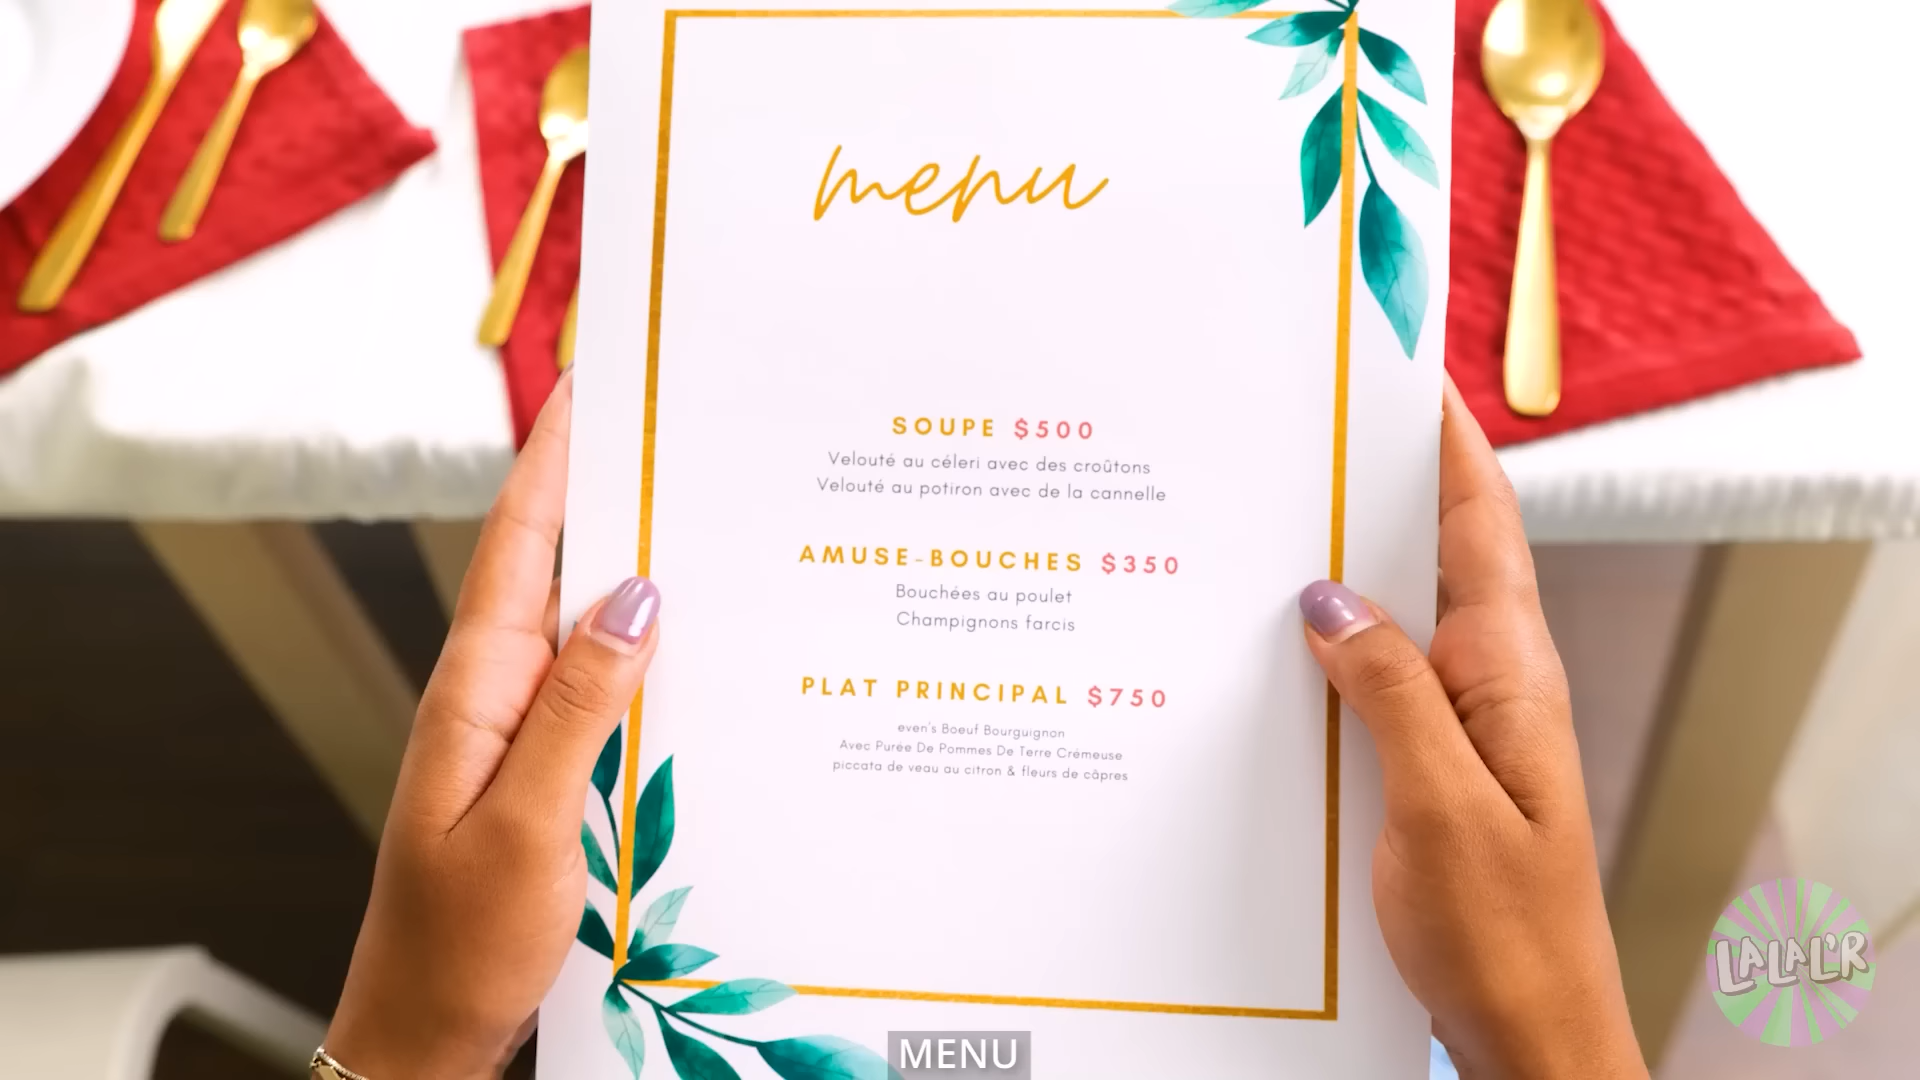 menu
SOUPE $500
Velouté au céleri avec des croûtons
Velouté au potiron avec de la cannelle
AMUSE-BOUCHES $350
Bouchées au poulet
Champignons farcis
PLAT PRINCIPAL $750
even's Boeuf Bourguignon
Avec Purée De Pommes De Terre Crémeuse
piccata de veau au citron & fleurs de câpres
LALAL'R
MENU